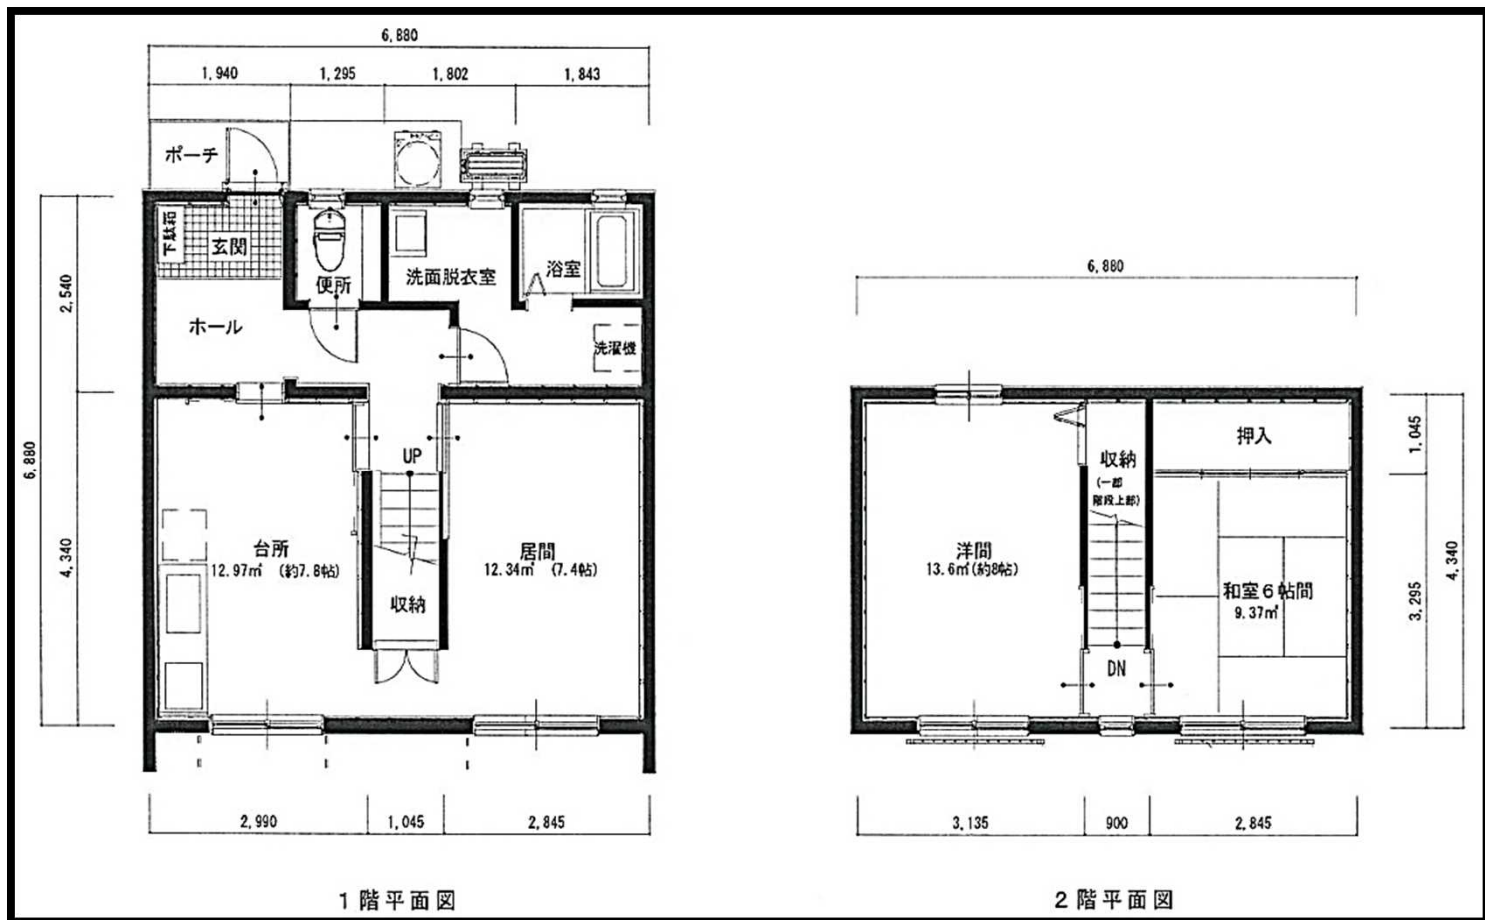 6,880
1,940
1,295
1,802
1,843
ポーチ
下駄箱
玄関
便所
洗面脱衣室
浴室
ホール
洗濯機
2,540
6,880
4,340
UP
台所
12.97㎡ (約7.8帖)
居間
12.34㎡ (7.4帖)
収納
2,990
1,045
2,845
1階平面図
6,880
押入
収納
(一部
階段上部)
洋間
13.6㎡(約8帖)
和室6帖間
9.37㎡
DN
1,045
3,295
4,340
3,135
900
2,845
2階平面図